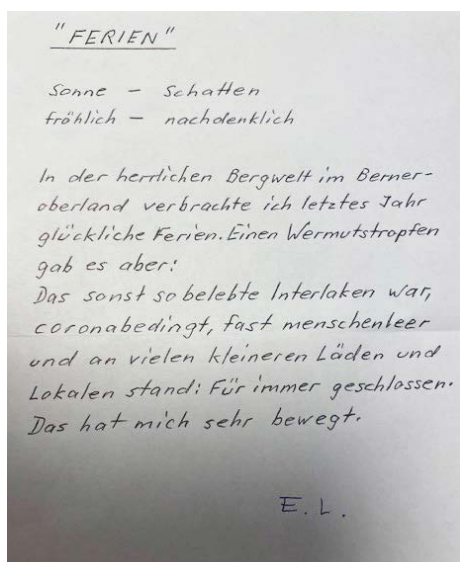 "FERIEN"
Sonne – Schatten
fröhlich – nachdenklich
In der herrlichen Bergwelt im Berner-
oberland verbrachte ich letztes Jahr
glückliche Ferien. Einen Wermutstropfen
gab es aber:
Das sonst so belebte Interlaken war,
coronabedingt, fast menschenleer
und an vielen kleineren Läden und
Lokalen stand: Für immer geschlossen.
Das hat mich sehr bewegt.
E. L.